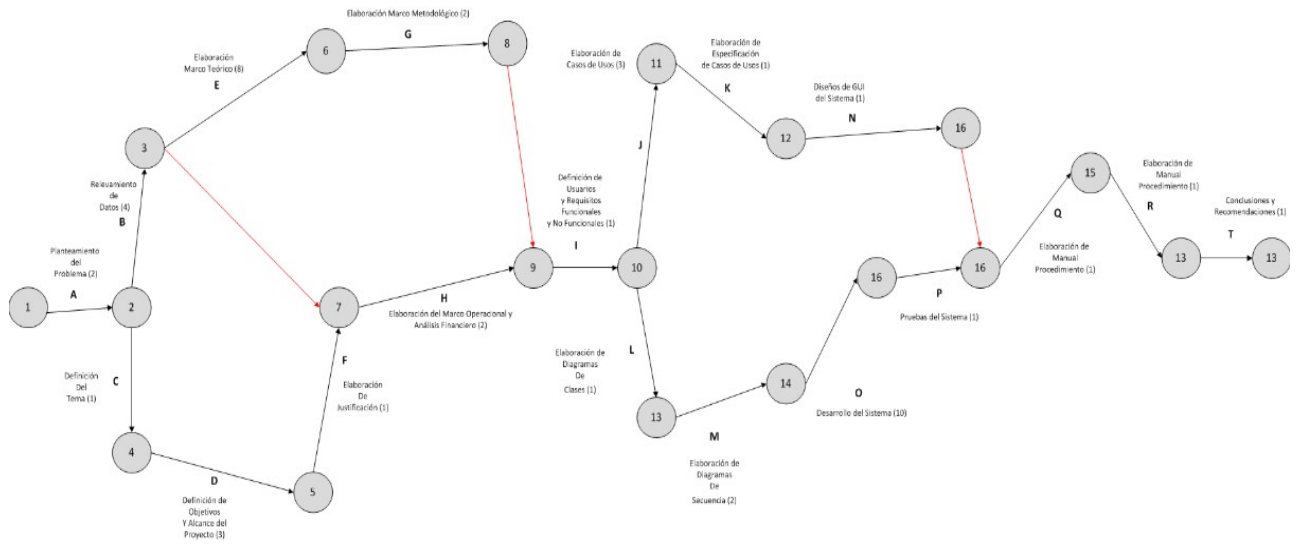 Elaboración Marco Metodológico (2)
G
6
8
Elaboración
Marco Teórico (8)
E
3
Relevamiento
de
Datos (4)
B
Planteamiento
del
Problema (2)
A
1
2
7
H
Elaboración del Marco Operacional y
Análisis Financiero (2)
Definición
Del
Tema (1)
C
F
Elaboración
De
Justificación (1)
4
D
Definición de
Objetivos
Y Alcance del
Proyecto (3)
5
Definición de
Usuarios
y Requisitos
Funcionales
y No Funcionales (1)
I
9
10
Elaboración de
Casos de Usos (3)
J
11
Elaboración de
Especificación
de Casos de Usos (1)
K
12
Diseños de GUI
del Sistema (1)
N
16
Elaboración de
Diagramas
De
Clases (1)
L
13
M
Elaboración de
Diagramas
De
Secuencia (2)
14
O
Desarrollo del Sistema (10)
16
P
Pruebas del Sistema (1)
16
Q
Elaboración de
Manual
Procedimiento (1)
15
Elaboración de
Manual
Procedimiento (1)
R
13
Conclusiones y
Recomendaciones (1)
T
13